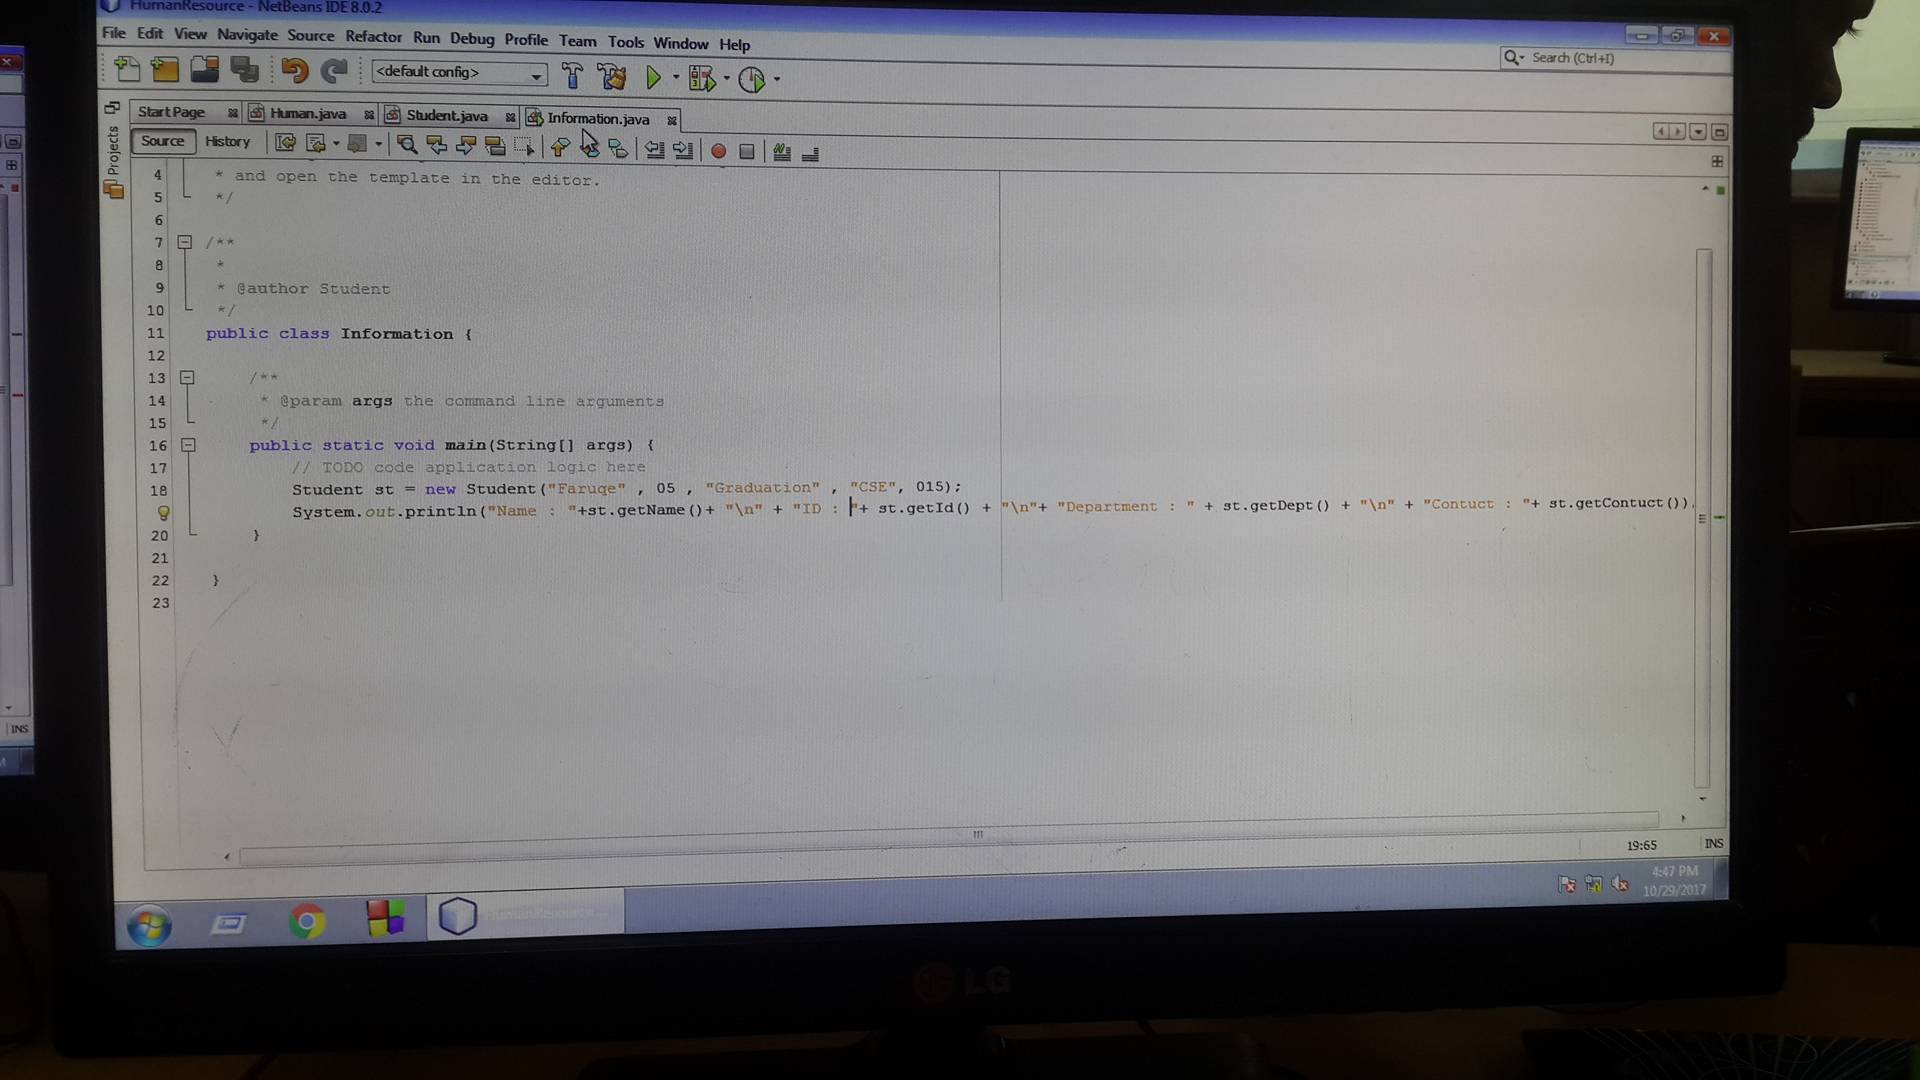 HumanResource - NetBeans IDE 8.0.2
File Edit View Navigate Source Refactor Run Debug Profile Team Tools Window Help
Search (Ctrl+I)
<default config>
Start Page Human.java Student.java Information.java
Projects
Source History
4 * and open the template in the editor.
5 */
6
7 /**
8 *
9 * @author Student
10 */
11 public class Information {
12
13 /**
14 * @param args the command line arguments
15 */
16 public static void main(String[] args) {
17 // TODO code application logic here
18 Student st = new Student("Faruqe" , 05 , "Graduation" , "CSE", 015);
System.out.println("Name : "+st.getName()+ "\n" + "ID : "+ st.getId() + "\n"+ "Department : " + st.getDept() + "\n" + "Contuct : "+ st.getContuct())
20 }
21
22 }
23
19:65 INS
INS
4:47 PM
10/29/2017
HumanResource...
LG